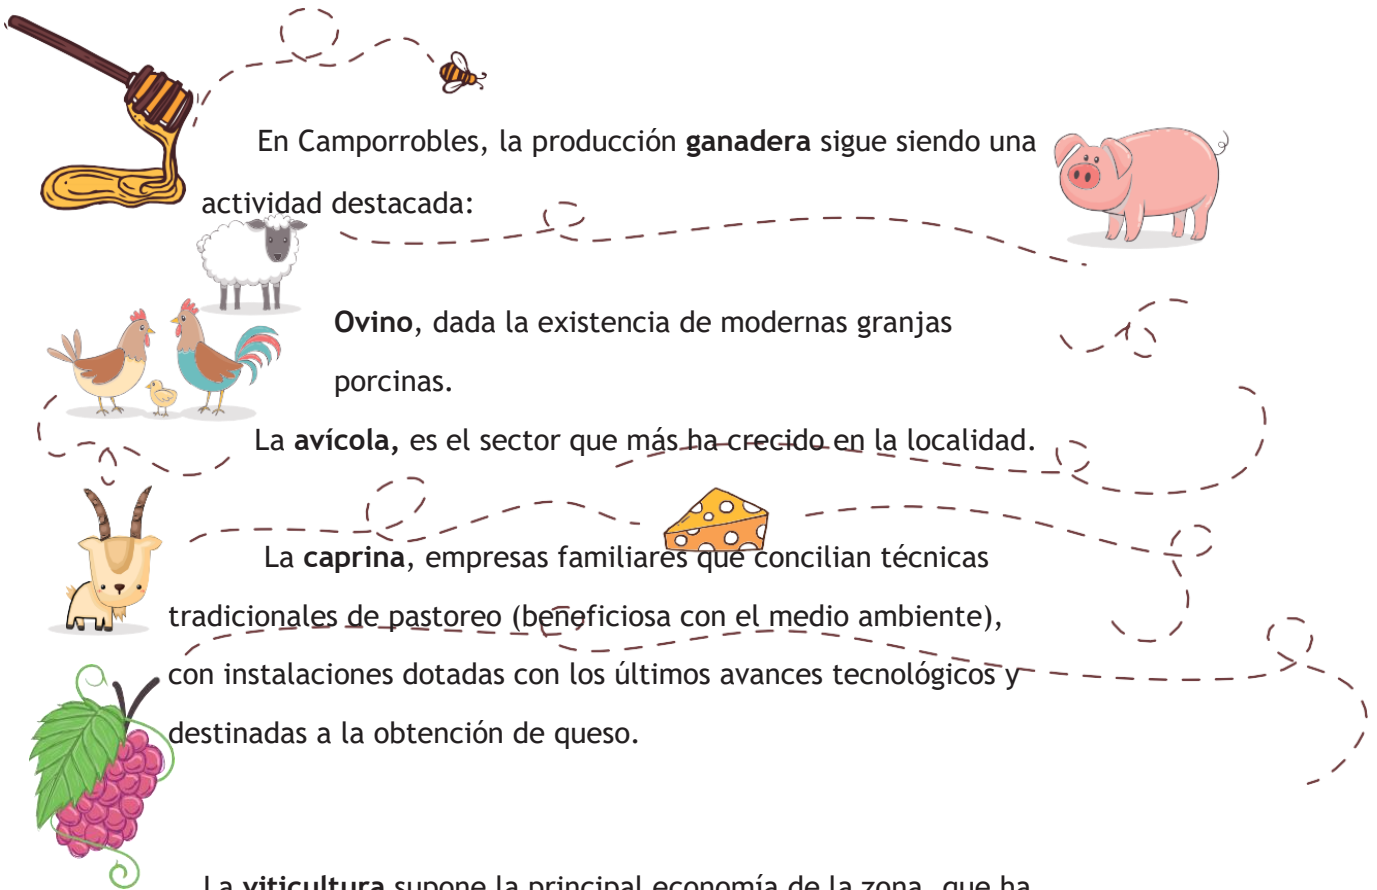 En Camporrobles, la producción ganadera sigue siendo una
actividad destacada:
Ovino, dada la existencia de modernas granjas
porcinas.
La avícola, es el sector que más ha crecido en la localidad.
La caprina, empresas familiares que concilian técnicas
tradicionales de pastoreo (beneficiosa con el medio ambiente),
con instalaciones dotadas con los últimos avances tecnológicos y
destinadas a la obtención de queso.
La viticultura supone la principal economía de la zona, que ha